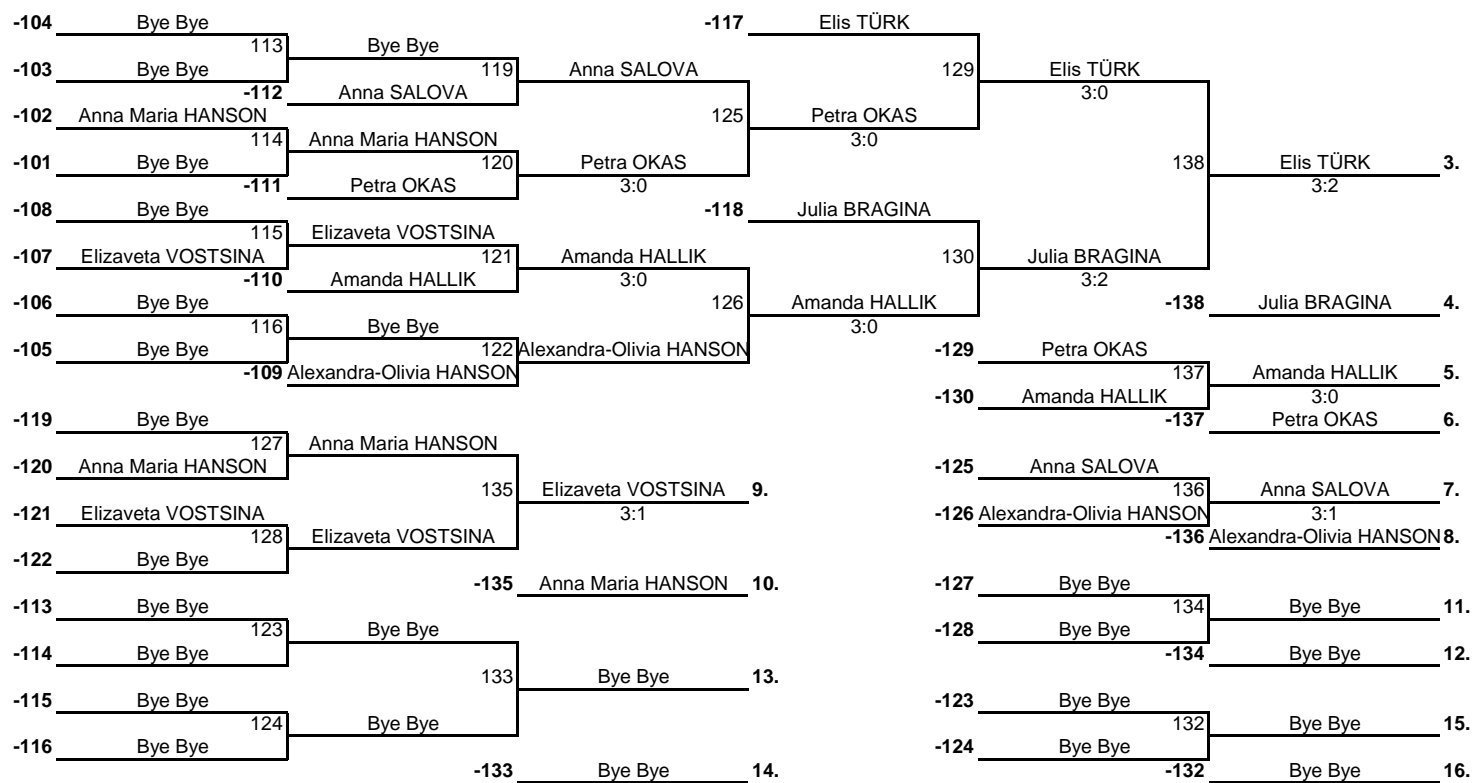 -104 Bye Bye -117 Elis TÜRK
113 Bye Bye
-103 Bye Bye 119 Anna SALOVA 129 Elis TÜRK
-112 Anna SALOVA 3:0
-102 Anna Maria HANSON 125 Petra OKAS
114 Anna Maria HANSON 3:0
-101 Bye Bye 120 Petra OKAS 138 Elis TÜRK 3.
-111 Petra OKAS 3:0 3:2
-108 Bye Bye -118 Julia BRAGINA
115 Elizaveta VOSTSINA
-107 Elizaveta VOSTSINA 121 Amanda HALLIK 130 Julia BRAGINA
-110 Amanda HALLIK 3:0 3:2
-106 Bye Bye 126 Amanda HALLIK -138 Julia BRAGINA 4.
116 Bye Bye 3:0
-105 Bye Bye 122 Alexandra-Olivia HANSON -129 Petra OKAS
-109 Alexandra-Olivia HANSON 137 Amanda HALLIK 5.
-130 Amanda HALLIK 3:0
-119 Bye Bye -137 Petra OKAS 6.
127 Anna Maria HANSON
-120 Anna Maria HANSON -125 Anna SALOVA
135 Elizaveta VOSTSINA 9. 136 Anna SALOVA 7.
-121 Elizaveta VOSTSINA 3:1 -126 Alexandra-Olivia HANSON 3:1
128 Elizaveta VOSTSINA -136 Alexandra-Olivia HANSON 8.
-122 Bye Bye
-135 Anna Maria HANSON 10. -127 Bye Bye
-113 Bye Bye 134 Bye Bye 11.
123 Bye Bye -128 Bye Bye
-114 Bye Bye -134 Bye Bye 12.
133 Bye Bye 13.
-115 Bye Bye -123 Bye Bye
124 Bye Bye 132 Bye Bye 15.
-116 Bye Bye -124 Bye Bye
-133 Bye Bye 14. -132 Bye Bye 16.